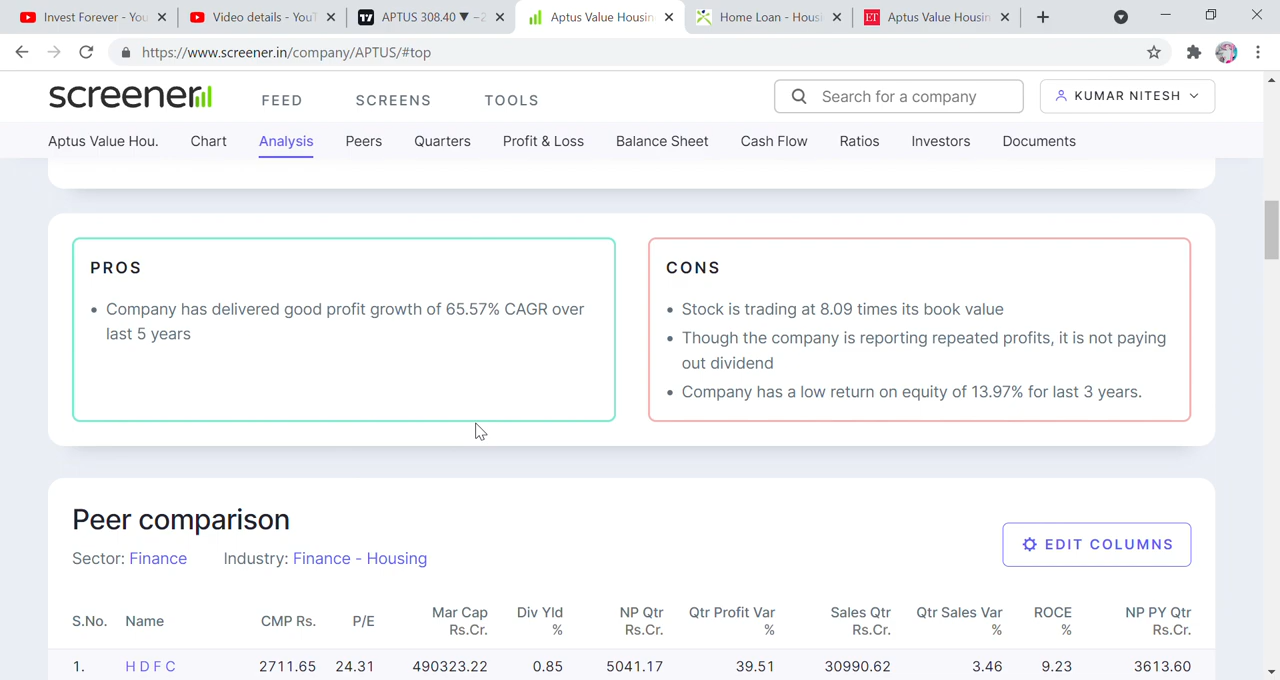 Invest Forever - You
Video details - YouT
APTUS 308.40 ▼ −2
Aptus Value Housin
Home Loan - Housi
ET Aptus Value Housin
https://www.screener.in/company/APTUS/#top
screener
FEED SCREENS TOOLS
Search for a company
KUMAR NITESH
Aptus Value Hou. Chart Analysis Peers Quarters Profit & Loss Balance Sheet Cash Flow Ratios Investors Documents
PROS
• Company has delivered good profit growth of 65.57% CAGR over
last 5 years
CONS
• Stock is trading at 8.09 times its book value
• Though the company is reporting repeated profits, it is not paying
out dividend
• Company has a low return on equity of 13.97% for last 3 years.
Peer comparison
Sector: Finance Industry: Finance - Housing
EDIT COLUMNS
S.No. Name CMP Rs. P/E Mar Cap Rs.Cr. Div Yld % NP Qtr Rs.Cr. Qtr Profit Var % Sales Qtr Rs.Cr. Qtr Sales Var % ROCE % NP PY Qtr Rs.Cr.
1. H D F C 2711.65 24.31 490323.22 0.85 5041.17 39.51 30990.62 3.46 9.23 3613.60